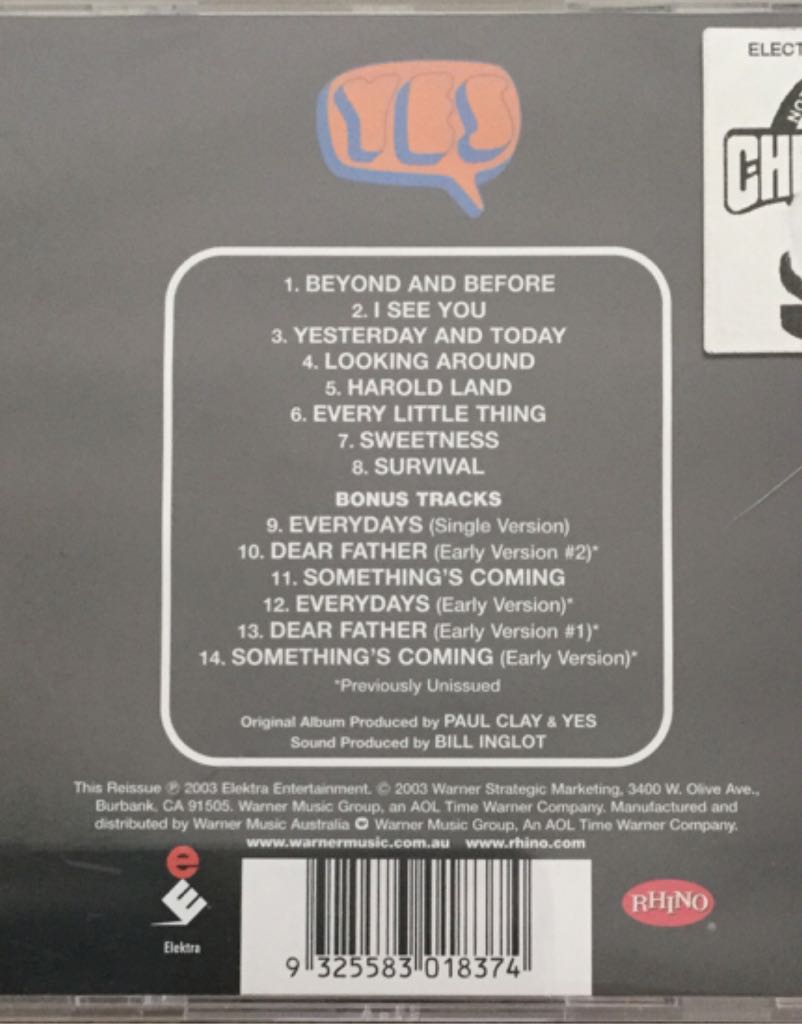 YES
ELECT
CH
1. BEYOND AND BEFORE
2. I SEE YOU
3. YESTERDAY AND TODAY
4. LOOKING AROUND
5. HAROLD LAND
6. EVERY LITTLE THING
7. SWEETNESS
8. SURVIVAL
BONUS TRACKS
9. EVERYDAYS (Single Version)
10. DEAR FATHER (Early Version #2)*
11. SOMETHING'S COMING
12. EVERYDAYS (Early Version)*
13. DEAR FATHER (Early Version #1)*
14. SOMETHING'S COMING (Early Version)*
*Previously Unissued
Original Album Produced by PAUL CLAY & YES
Sound Produced by BILL INGLOT
This Reissue ℗ 2003 Elektra Entertainment. © 2003 Warner Strategic Marketing, 3400 W. Olive Ave.,
Burbank, CA 91505. Warner Music Group, an AOL Time Warner Company. Manufactured and
distributed by Warner Music Australia Warner Music Group, An AOL Time Warner Company.
www.warnermusic.com.au www.rhino.com
e
E
Elektra
RHINO
9 325583 018374